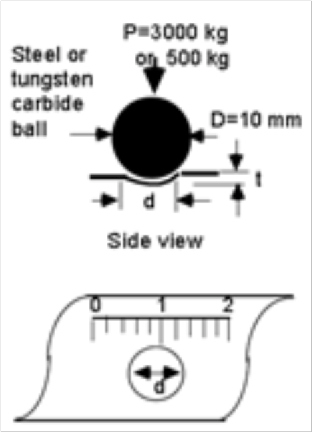 P=3000 kg
or 500 kg
Steel or
tungsten
carbide
ball
D=10 mm
t
d
Side view
0 1 2
d